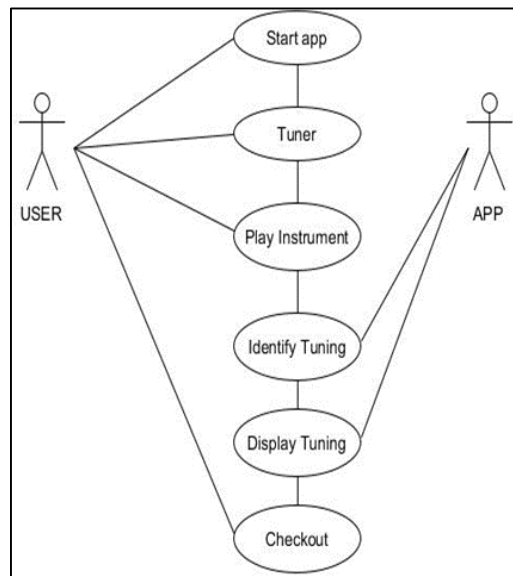 Start app
Tuner
USER
APP
Play Instrument
Identify Tuning
Display Tuning
Checkout